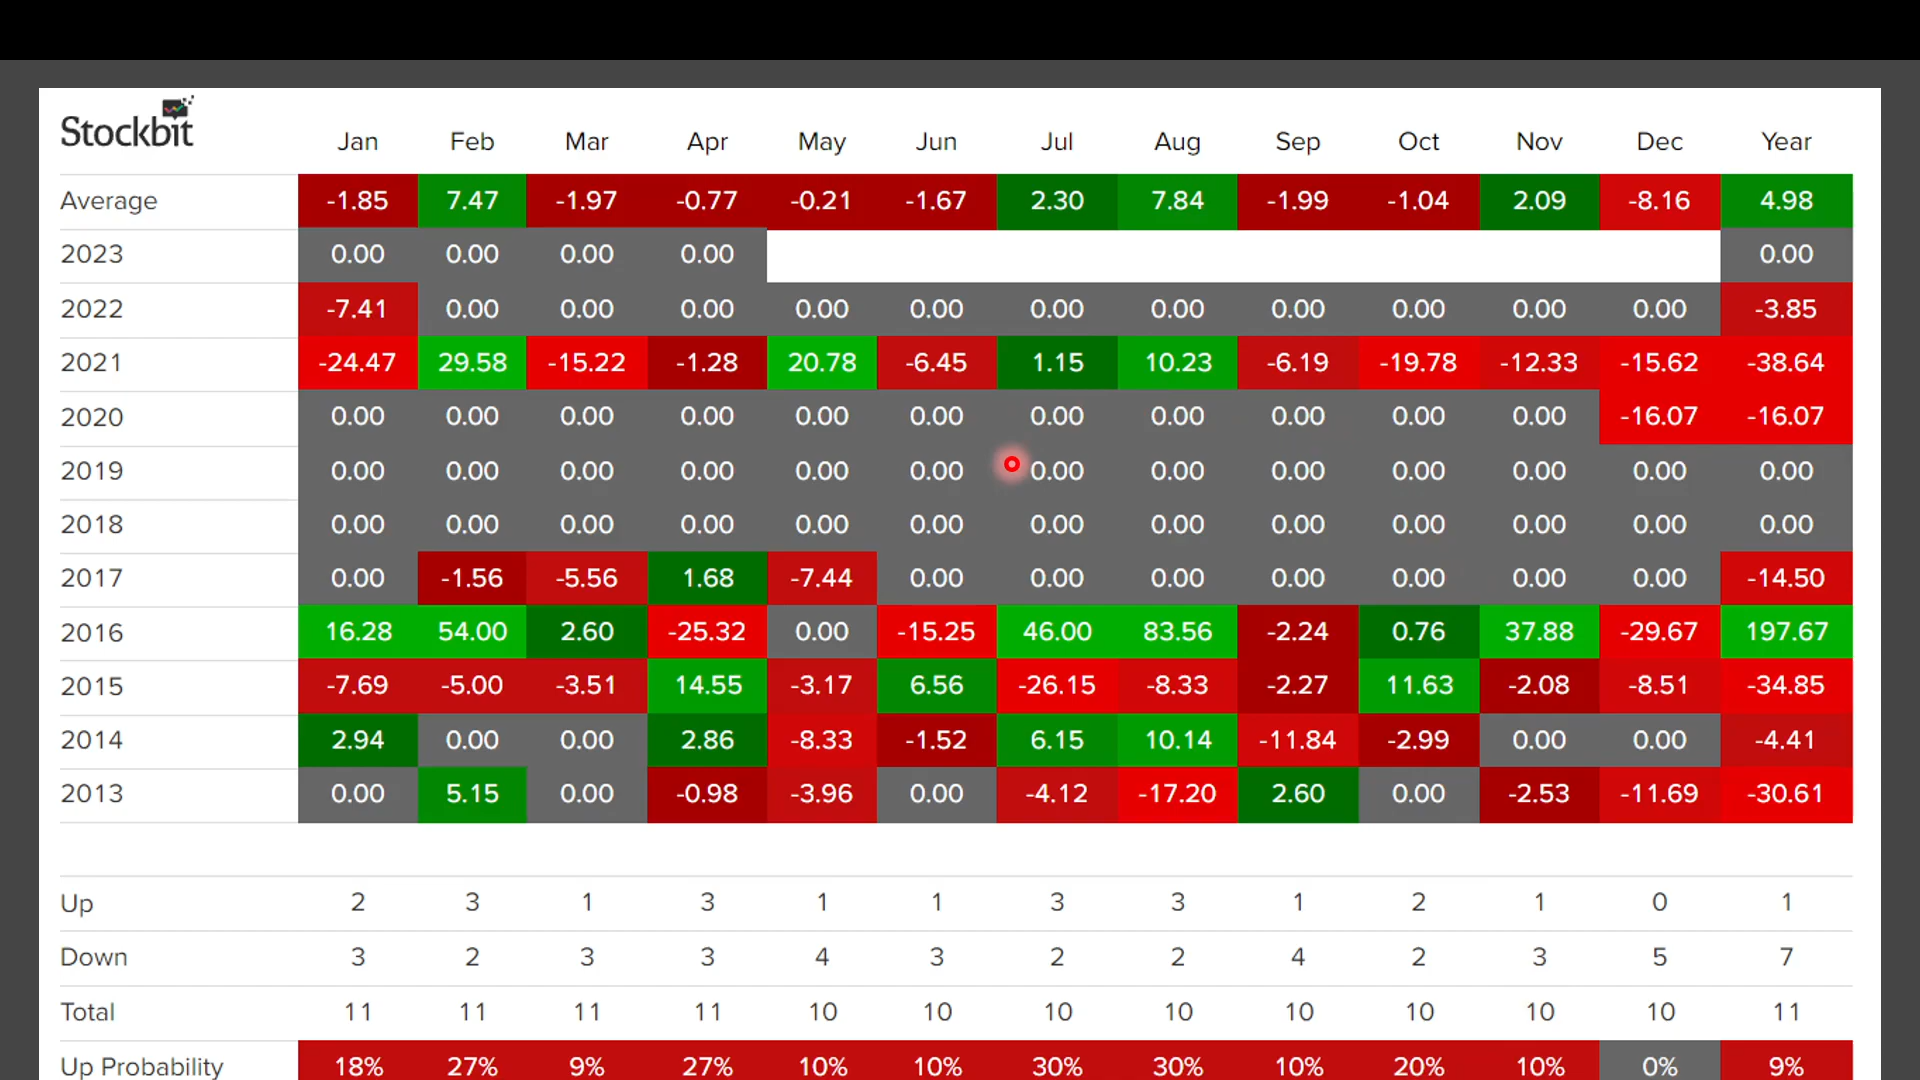 Stockbit
Jan Feb Mar Apr May Jun Jul Aug Sep Oct Nov Dec Year
Average -1.85 7.47 -1.97 -0.77 -0.21 -1.67 2.30 7.84 -1.99 -1.04 2.09 -8.16 4.98
2023 0.00 0.00 0.00 0.00 0.00
2022 -7.41 0.00 0.00 0.00 0.00 0.00 0.00 0.00 0.00 0.00 0.00 0.00 -3.85
2021 -24.47 29.58 -15.22 -1.28 20.78 -6.45 1.15 10.23 -6.19 -19.78 -12.33 -15.62 -38.64
2020 0.00 0.00 0.00 0.00 0.00 0.00 0.00 0.00 0.00 0.00 0.00 -16.07 -16.07
2019 0.00 0.00 0.00 0.00 0.00 0.00 0.00 0.00 0.00 0.00 0.00 0.00 0.00
2018 0.00 0.00 0.00 0.00 0.00 0.00 0.00 0.00 0.00 0.00 0.00 0.00 0.00
2017 0.00 -1.56 -5.56 1.68 -7.44 0.00 0.00 0.00 0.00 0.00 0.00 0.00 -14.50
2016 16.28 54.00 2.60 -25.32 0.00 -15.25 46.00 83.56 -2.24 0.76 37.88 -29.67 197.67
2015 -7.69 -5.00 -3.51 14.55 -3.17 6.56 -26.15 -8.33 -2.27 11.63 -2.08 -8.51 -34.85
2014 2.94 0.00 0.00 2.86 -8.33 -1.52 6.15 10.14 -11.84 -2.99 0.00 0.00 -4.41
2013 0.00 5.15 0.00 -0.98 -3.96 0.00 -4.12 -17.20 2.60 0.00 -2.53 -11.69 -30.61
Up 2 3 1 3 1 1 3 3 1 2 1 0 1
Down 3 2 3 3 4 3 2 2 4 2 3 5 7
Total 11 11 11 11 10 10 10 10 10 10 10 10 11
Up Probability 18% 27% 9% 27% 10% 10% 30% 30% 10% 20% 10% 0% 9%